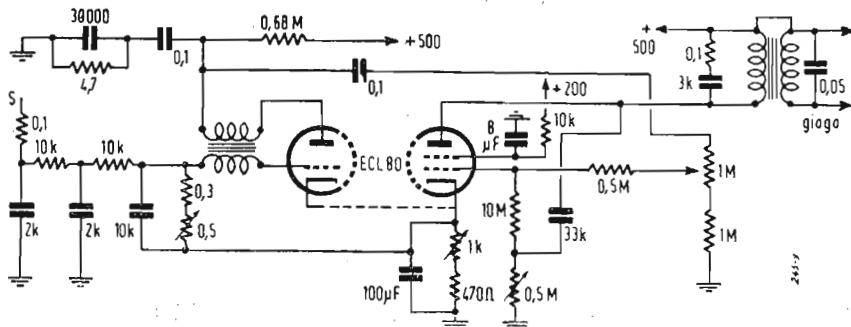 30000
0,1
0,68 M
+ 500
4,7
0,1
+ 200
+
500
0,1
3k
0,05
giogo
S
0,1
10k
10k
ECL 80
8
µF
10k
0,5M
1M
2k
2k
10k
0,3
0,5
10M
33k
1k
1M
100µF
470Ω
0,5 M